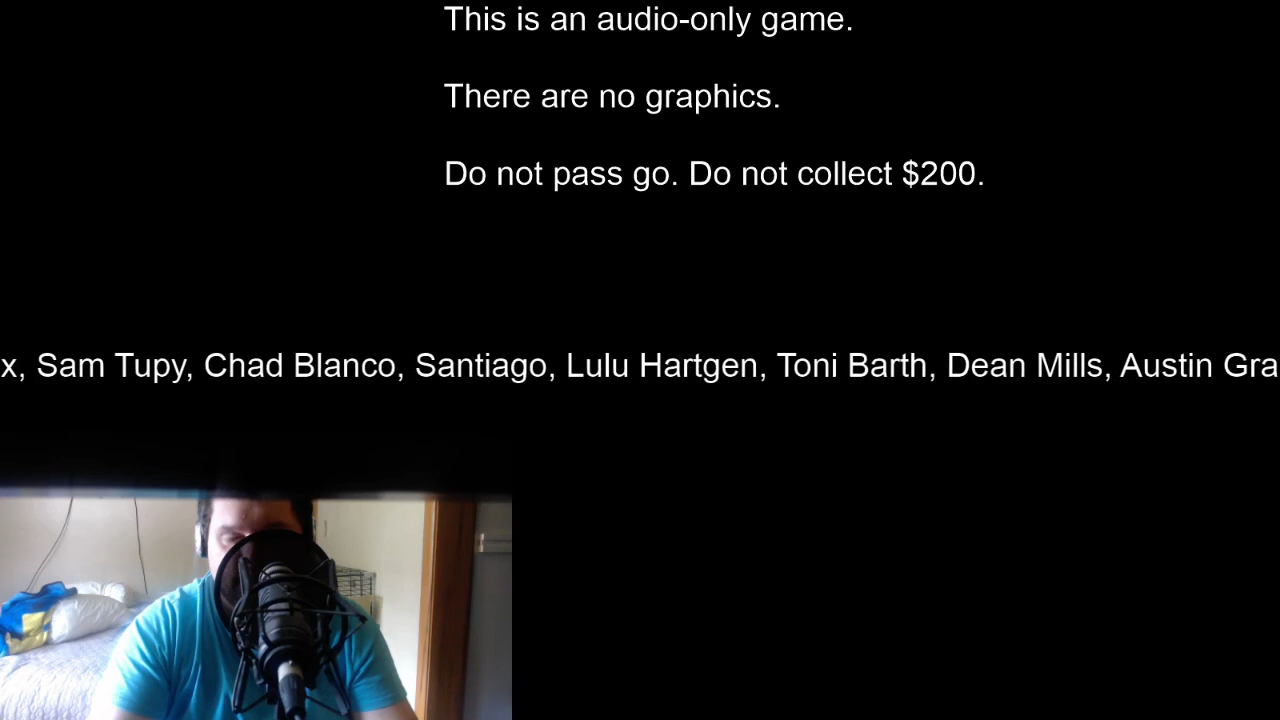 This is an audio-only game.
There are no graphics.
Do not pass go. Do not collect $200.
x, Sam Tupy, Chad Blanco, Santiago, Lulu Hartgen, Toni Barth, Dean Mills, Austin Gra